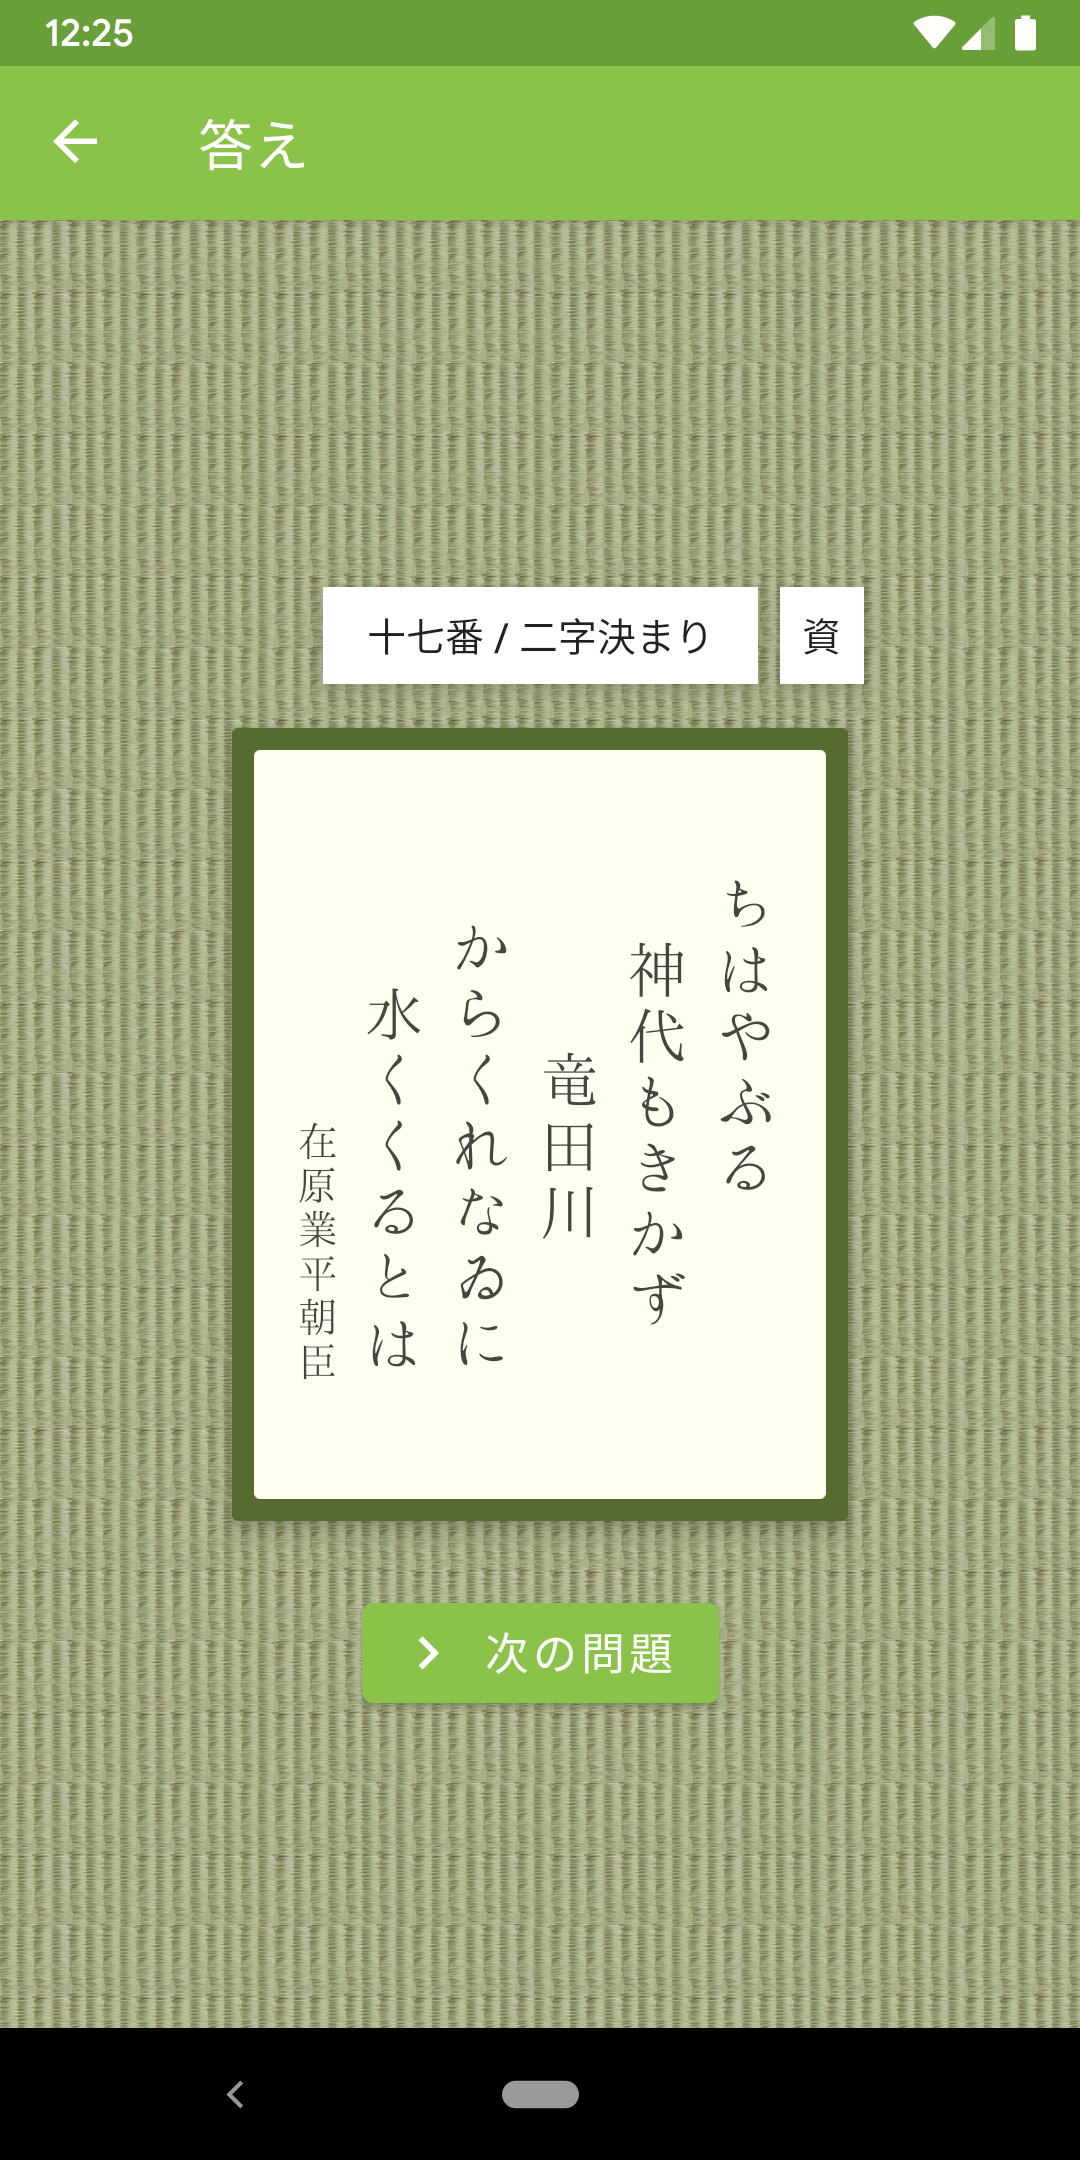 12:25
答え
十七番 / 二字決まり
資
ちはやぶる
神代もきかず
竜田川
からくれなゐに
水くくるとは
在原業平朝臣
次の問題